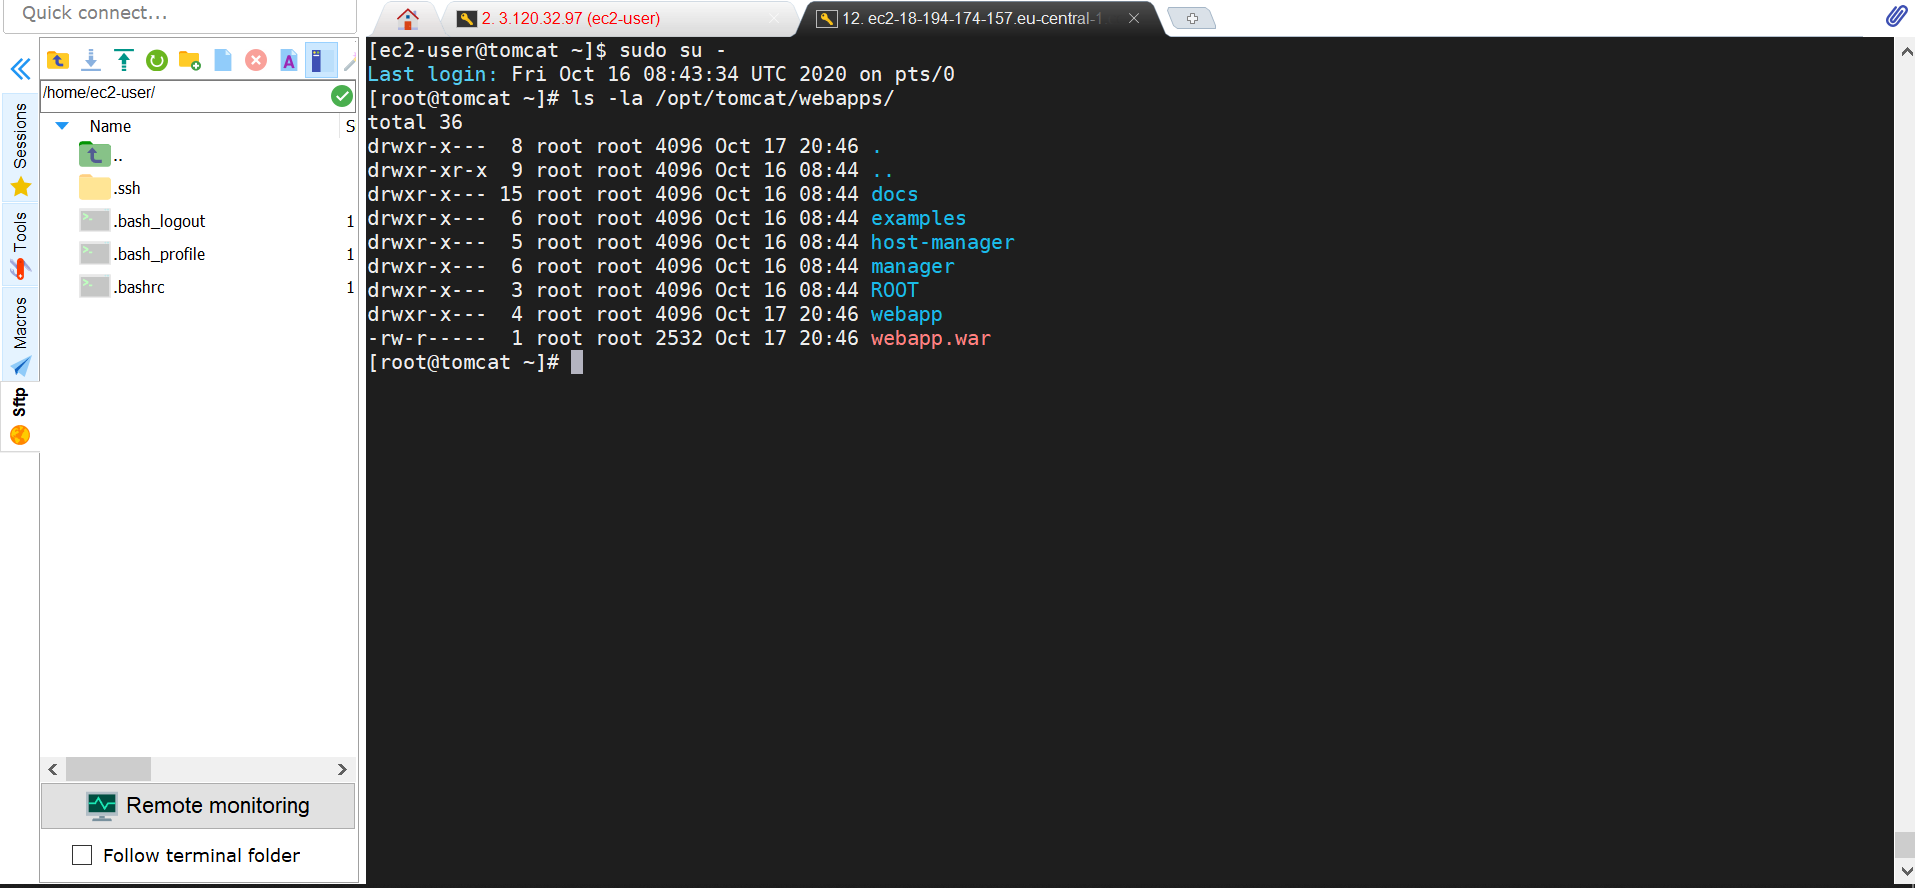 Quick connect...
2. 3.120.32.97 (ec2-user)
12. ec2-18-194-174-157.eu-central-1
/home/ec2-user/
Name S
..
.ssh
.bash_logout 1
.bash_profile 1
.bashrc 1
Sessions
Tools
Macros
Sftp
Remote monitoring
Follow terminal folder
[ec2-user@tomcat ~]$ sudo su -
Last login: Fri Oct 16 08:43:34 UTC 2020 on pts/0
[root@tomcat ~]# ls -la /opt/tomcat/webapps/
total 36
drwxr-x---  8 root root 4096 Oct 17 20:46 .
drwxr-xr-x  9 root root 4096 Oct 16 08:44 ..
drwxr-x--- 15 root root 4096 Oct 16 08:44 docs
drwxr-x---  6 root root 4096 Oct 16 08:44 examples
drwxr-x---  5 root root 4096 Oct 16 08:44 host-manager
drwxr-x---  6 root root 4096 Oct 16 08:44 manager
drwxr-x---  3 root root 4096 Oct 16 08:44 ROOT
drwxr-x---  4 root root 4096 Oct 17 20:46 webapp
-rw-r-----  1 root root 2532 Oct 17 20:46 webapp.war
[root@tomcat ~]#